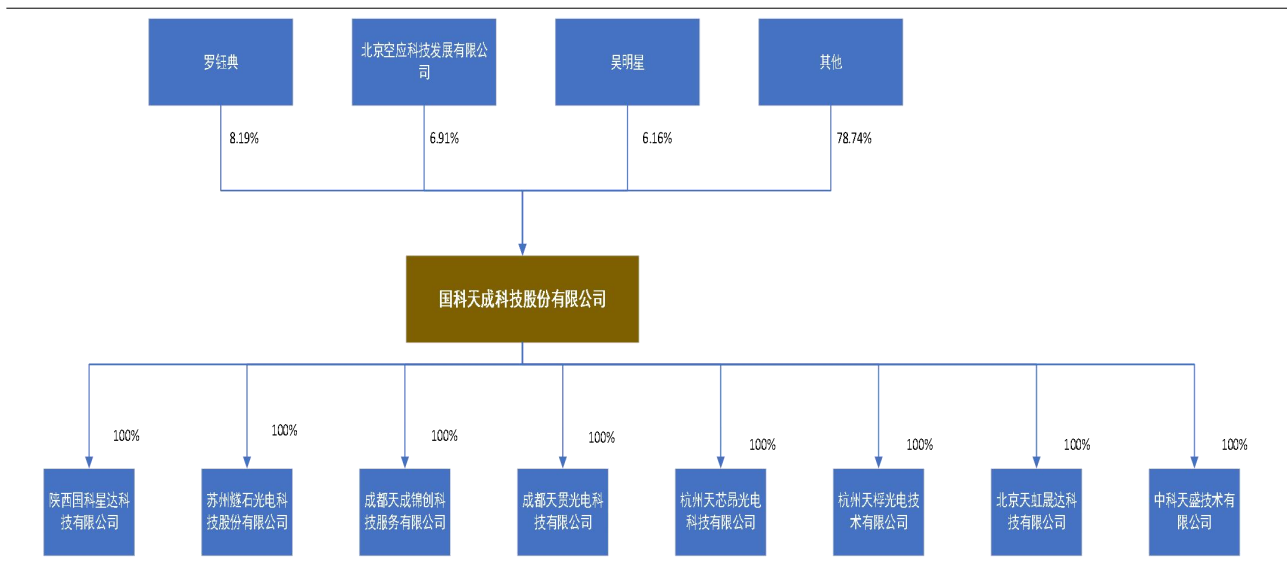 罗钰典
北京空应科技发展有限公
司
吴明星
其他
8.19%
6.91%
6.16%
78.74%
国科天成科技股份有限公司
100%
100%
100%
100%
100%
100%
100%
100%
陕西国科星达科
技有限公司
苏州燧石光电科
技股份有限公司
成都天成锦创科
技服务有限公司
成都天贯光电科
技有限公司
杭州天芯昂光电
科技有限公司
杭州天桴光电技
术有限公司
北京天虹晟达科
技有限公司
中科天盛技术有
限公司